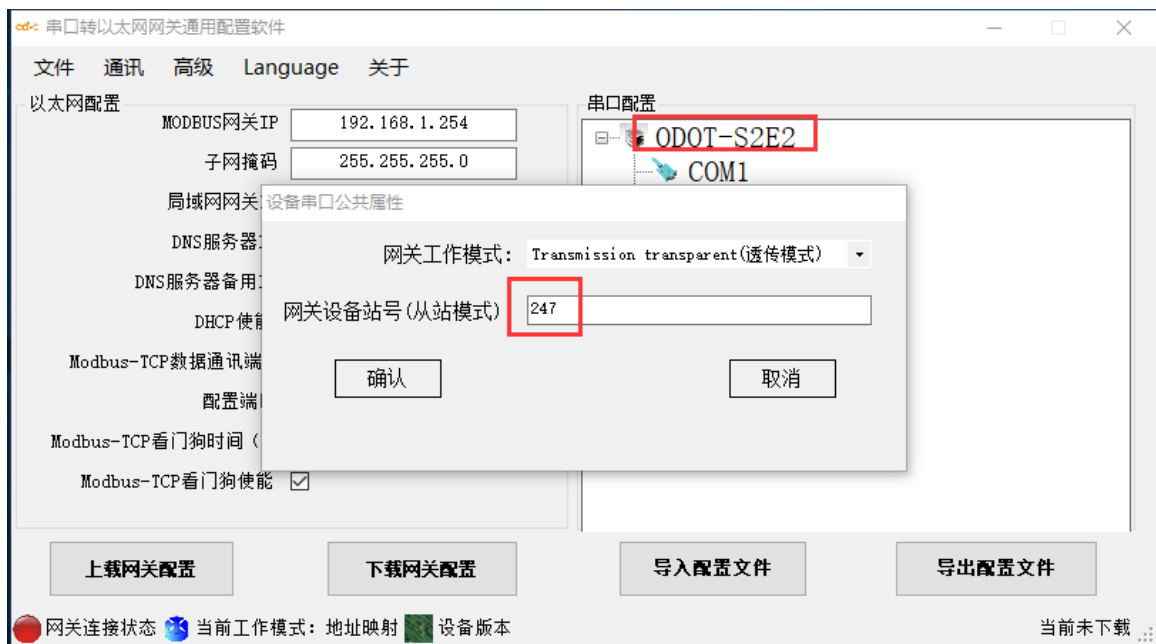 串口转以太网网关通用配置软件
文件 通讯 高级 Language 关于
以太网配置
MODBUS网关IP 192.168.1.254
子网掩码 255.255.255.0
局域网网关
DNS服务器
DNS服务器备用
DHCP使能
Modbus-TCP数据通讯端
配置端
Modbus-TCP看门狗时间（
Modbus-TCP看门狗使能
串口配置
ODOT-S2E2
COM1
设备串口公共属性
网关工作模式： Transmission transparent(透传模式)
网关设备站号(从站模式) 247
确认 取消
上载网关配置 下载网关配置 导入配置文件 导出配置文件
网关连接状态 当前工作模式：地址映射 设备版本 当前未下载